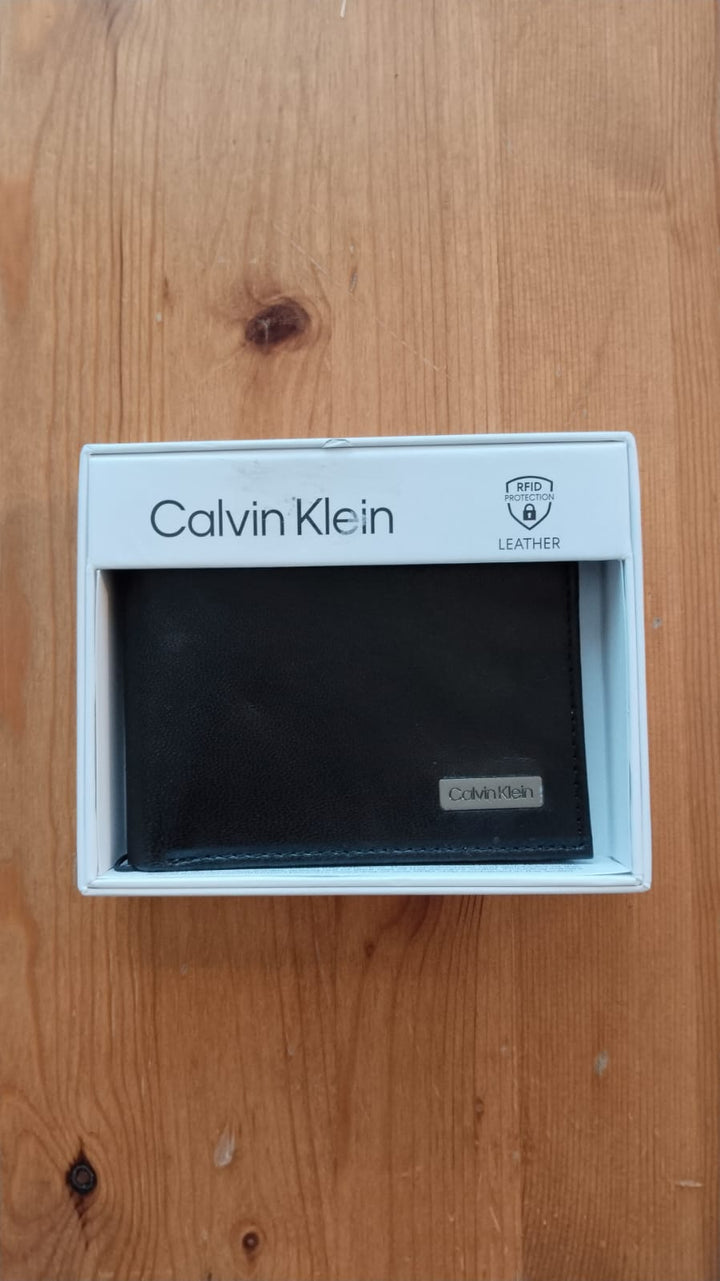 Calvin Klein
RFID
PROTECTION
LEATHER
Calvin Klein